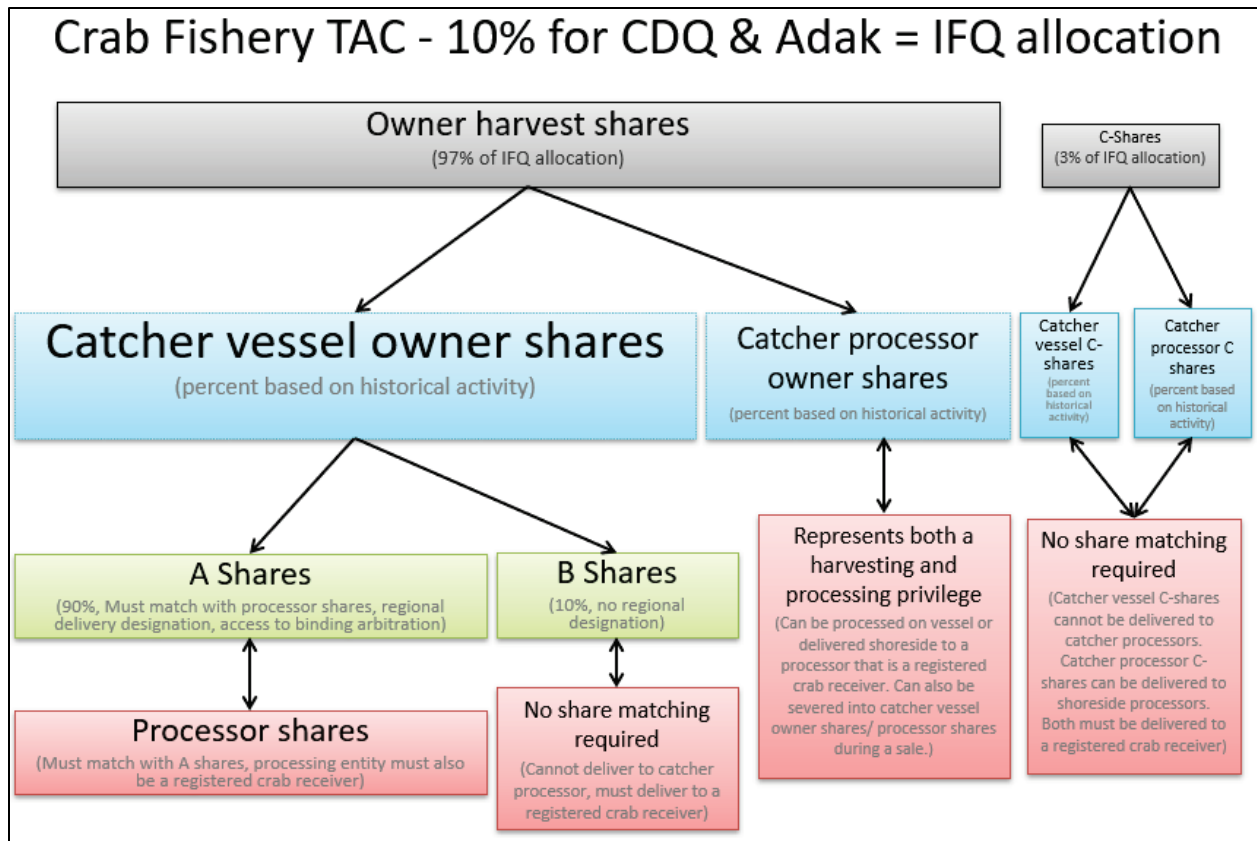 Crab Fishery TAC - 10% for CDQ & Adak = IFQ allocation
Owner harvest shares
(97% of IFQ allocation)
C-Shares
(3% of IFQ allocation)
Catcher vessel owner shares
(percent based on historical activity)
Catcher processor
owner shares
(percent based on historical activity)
Catcher
vessel C-
shares
(percent
based on
historical
activity)
Catcher
processor C
shares
(percent based
on historical
activity)
A Shares
(90%, Must match with processor shares, regional
delivery designation, access to binding arbitration)
B Shares
(10%, no regional
designation)
Represents both a
harvesting and
processing privilege
(Can be processed on vessel or
delivered shoreside to a
processor that is a registered
crab receiver. Can also be
severed into catcher vessel
owner shares/ processor shares
during a sale.)
No share matching
required
(Catcher vessel C-shares
cannot be delivered to
catcher processors.
Catcher processor C-
shares can be delivered to
shoreside processors.
Both must be delivered to
a registered crab receiver)
Processor shares
(Must match with A shares, processing entity must also
be a registered crab receiver)
No share matching
required
(Cannot deliver to catcher
processor, must deliver to a
registered crab receiver)